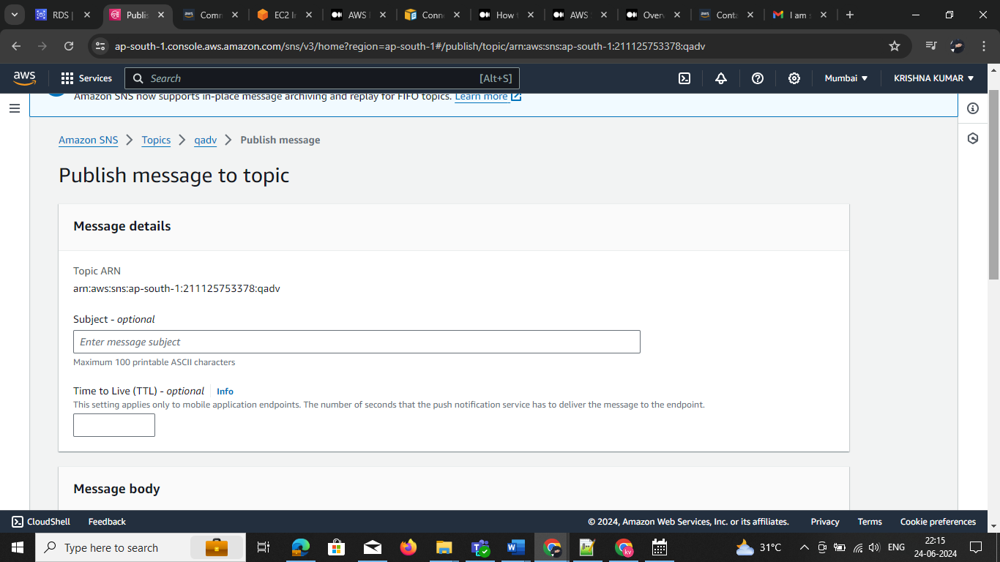 RDS |
Publis
Comm
EC2 In
AWS
Conne
How t
AWS
Over
Conta
I am s
ap-south-1.console.aws.amazon.com/sns/v3/home?region=ap-south-1#/publish/topic/arn:aws:sns:ap-south-1:211125753378:qadv
aws
Services
Search
[Alt+S]
Mumbai
KRISHNA KUMAR
Amazon SNS now supports in-place message archiving and replay for FIFO topics. Learn more
Amazon SNS
Topics
qadv
Publish message
Publish message to topic
Message details
Topic ARN
arn:aws:sns:ap-south-1:211125753378:qadv
Subject - optional
Enter message subject
Maximum 100 printable ASCII characters
Time to Live (TTL) - optional
Info
This setting applies only to mobile application endpoints. The number of seconds that the push notification service has to deliver the message to the endpoint.
Message body
CloudShell
Feedback
© 2024, Amazon Web Services, Inc. or its affiliates.
Privacy
Terms
Cookie preferences
Type here to search
31°C
ENG
22:15
24-06-2024